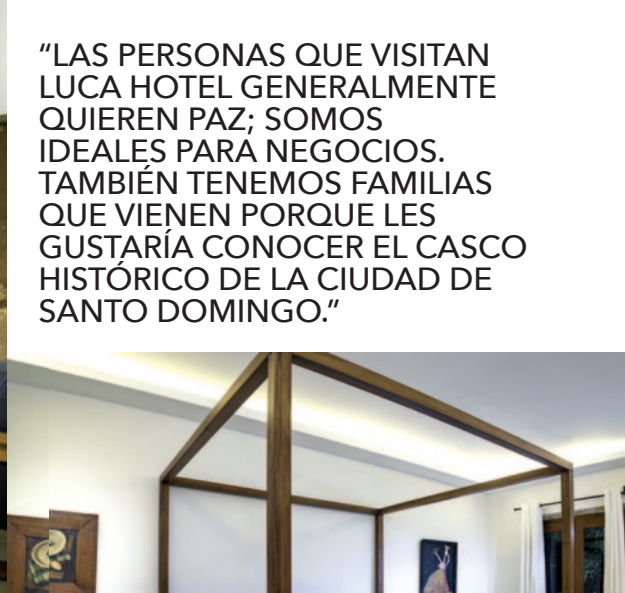 “LAS PERSONAS QUE VISITAN
LUCA HOTEL GENERALMENTE
QUIEREN PAZ; SOMOS
IDEALES PARA NEGOCIOS.
TAMBIÉN TENEMOS FAMILIAS
QUE VIENEN PORQUE LES
GUSTARÍA CONOCER EL CASCO
HISTÓRICO DE LA CIUDAD DE
SANTO DOMINGO.”